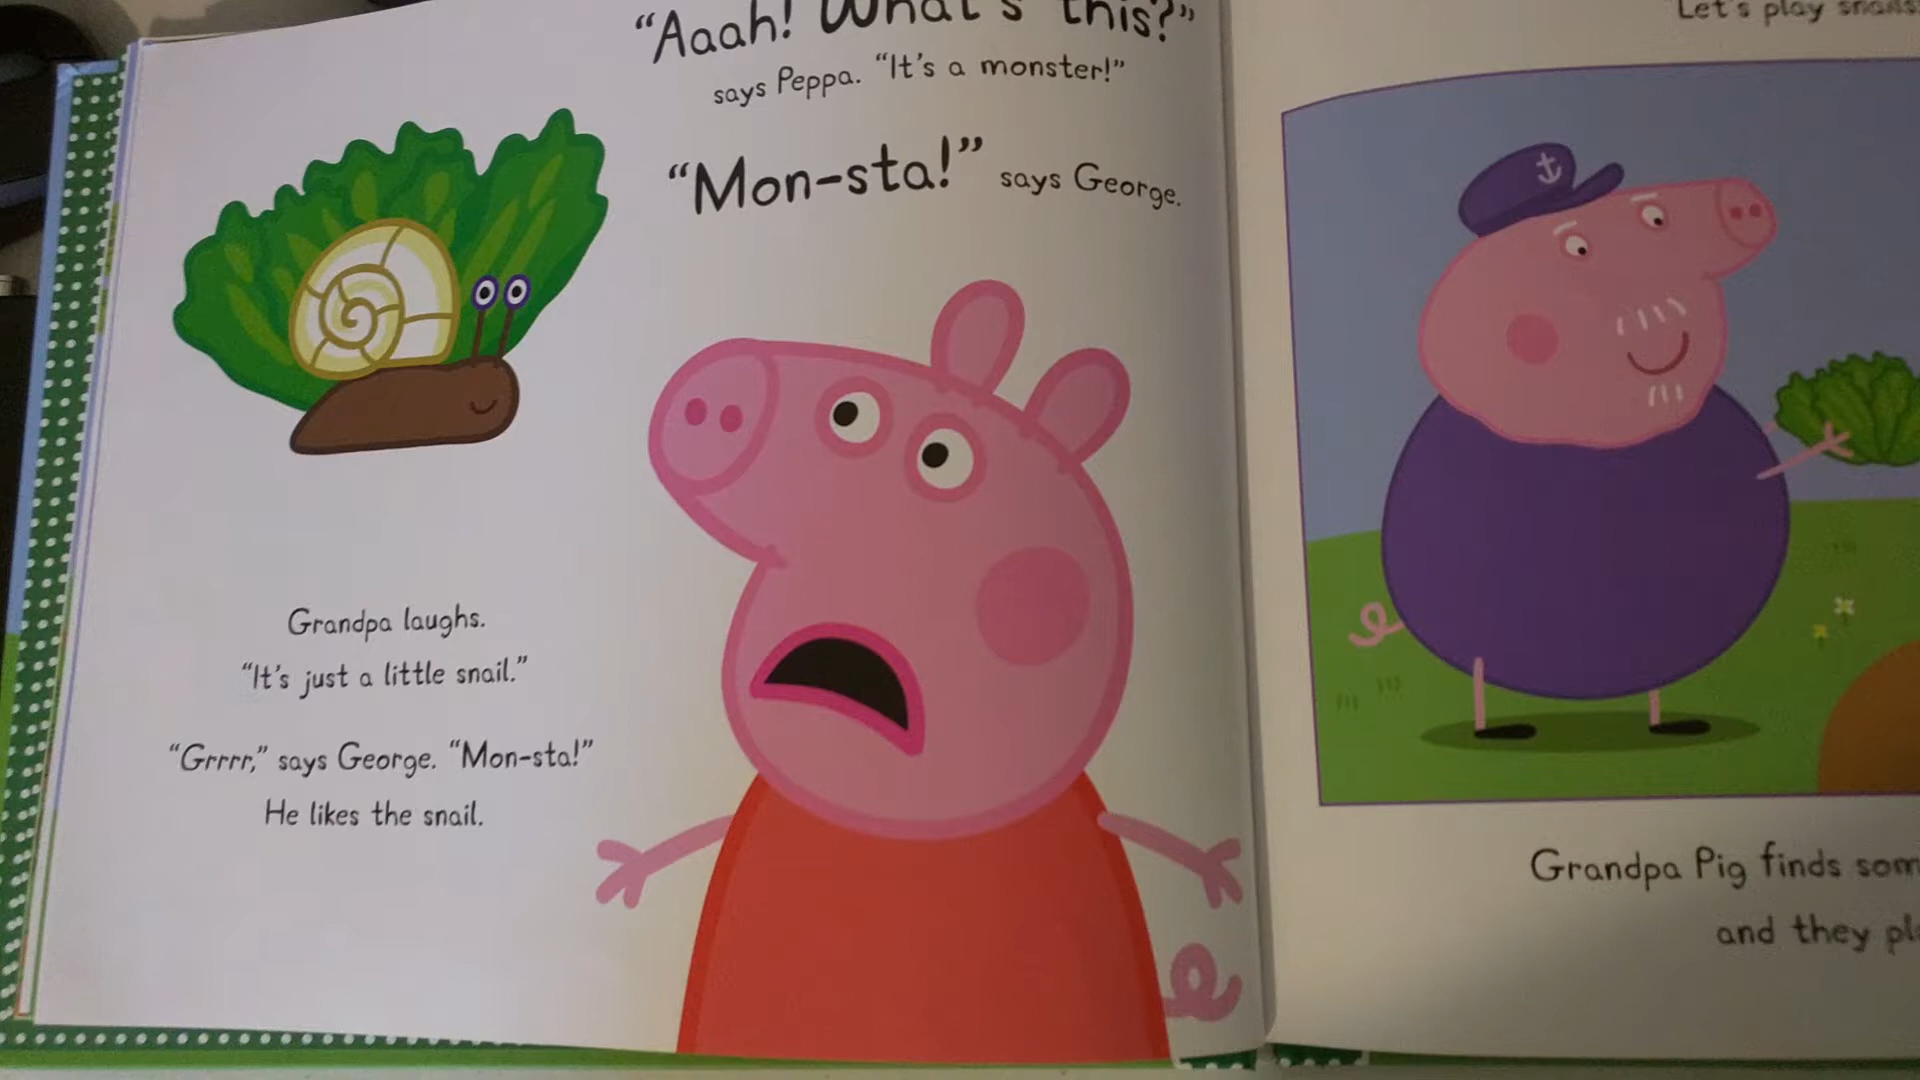 “Aaah! What's this?”
says Peppa. “It's a monster!”
“Mon-sta!” says George.
Grandpa laughs.
“It's just a little snail.”
“Grrrr,” says George. “Mon-sta!”
He likes the snail.
“Let's play snails
Grandpa Pig finds
and they